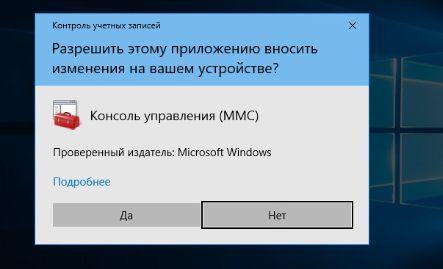 Контроль учетных записей
Разрешить этому приложению вносить
изменения на вашем устройстве?
Консоль управления (MMC)
Проверенный издатель: Microsoft Windows
Подробнее
Да
Нет